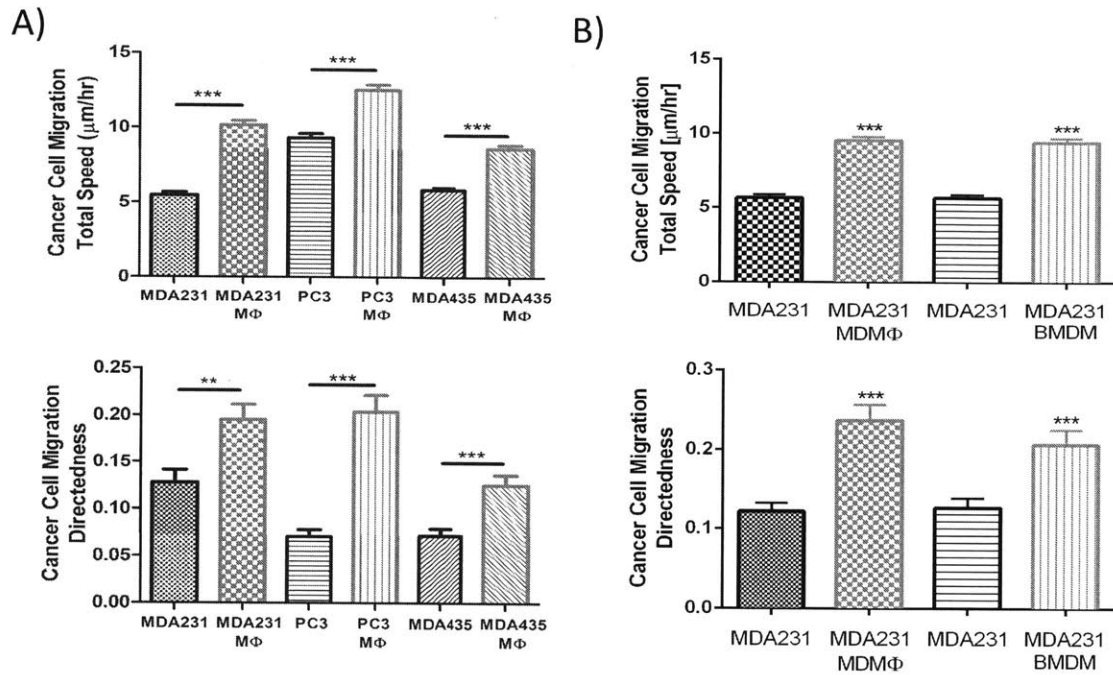 A)
Cancer Cell Migration
Total Speed (μm/hr)
15
10
5
0
***
***
***
MDA231
MDA231
MΦ
PC3
PC3
MΦ
MDA435
MDA435
MΦ
Cancer Cell Migration
Directedness
0.25
0.20
0.15
0.10
0.05
0.00
**
***
***
MDA231
MDA231
MΦ
PC3
PC3
MΦ
MDA435
MDA435
MΦ
B)
Cancer Cell Migration
Total Speed [μm/hr]
15
10
5
0
***
***
MDA231
MDA231
MDMΦ
MDA231
MDA231
BMDM
Cancer Cell Migration
Directedness
0.3
0.2
0.1
0.0
***
***
MDA231
MDA231
MDMΦ
MDA231
MDA231
BMDM